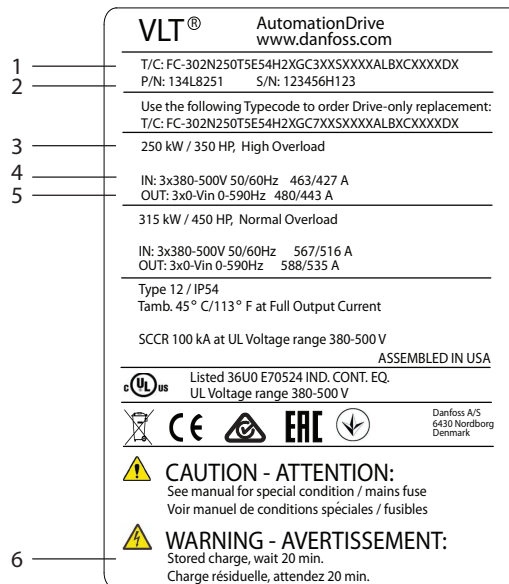 VLT® AutomationDrive
www.danfoss.com
1 T/C: FC-302N250T5E54H2XGC3XXSXXXXALBXCXXXXDX
2 P/N: 134L8251 S/N: 123456H123
Use the following Typecode to order Drive-only replacement:
T/C: FC-302N250T5E54H2XGC7XXSXXXXALBXCXXXXDX
3 250 kW / 350 HP, High Overload
4 IN: 3x380-500V 50/60Hz 463/427 A
5 OUT: 3x0-Vin 0-590Hz 480/443 A
315 kW / 450 HP, Normal Overload
IN: 3x380-500V 50/60Hz 567/516 A
OUT: 3x0-Vin 0-590Hz 588/535 A
Type 12 / IP54
Tamb. 45° C/113° F at Full Output Current
SCCR 100 kA at UL Voltage range 380-500 V
ASSEMBLED IN USA
c UL us Listed 36U0 E70524 IND. CONT. EQ.
UL Voltage range 380-500 V
CE EAC Danfoss A/S
6430 Nordborg
Denmark
CAUTION - ATTENTION:
See manual for special condition / mains fuse
Voir manuel de conditions spéciales / fusibles
WARNING - AVERTISSEMENT:
6 Stored charge, wait 20 min.
Charge résiduelle, attendez 20 min.